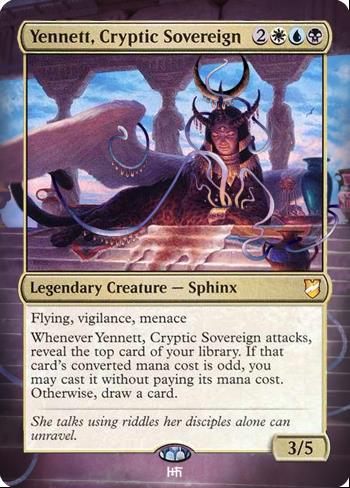 Yennett, Cryptic Sovereign 2
Legendary Creature — Sphinx
Flying, vigilance, menace
Whenever Yennett, Cryptic Sovereign attacks,
reveal the top card of your library. If that
card's converted mana cost is odd, you
may cast it without paying its mana cost.
Otherwise, draw a card.
She talks using riddles her disciples alone can
unravel.
3/5